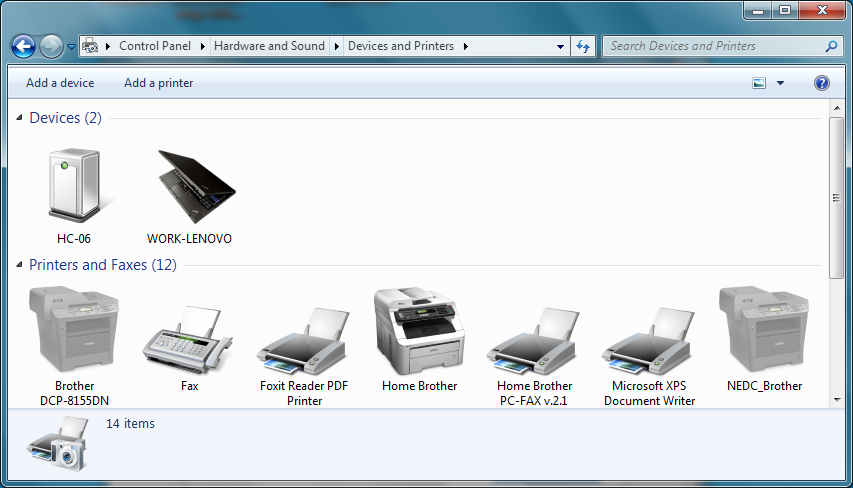 Control Panel Hardware and Sound Devices and Printers
Search Devices and Printers
Add a device Add a printer
Devices (2)
HC-06 WORK-LENOVO
Printers and Faxes (12)
Brother DCP-8155DN
Fax
Foxit Reader PDF Printer
Home Brother
Home Brother PC-FAX v.2.1
Microsoft XPS Document Writer
NEDC_Brother
14 items